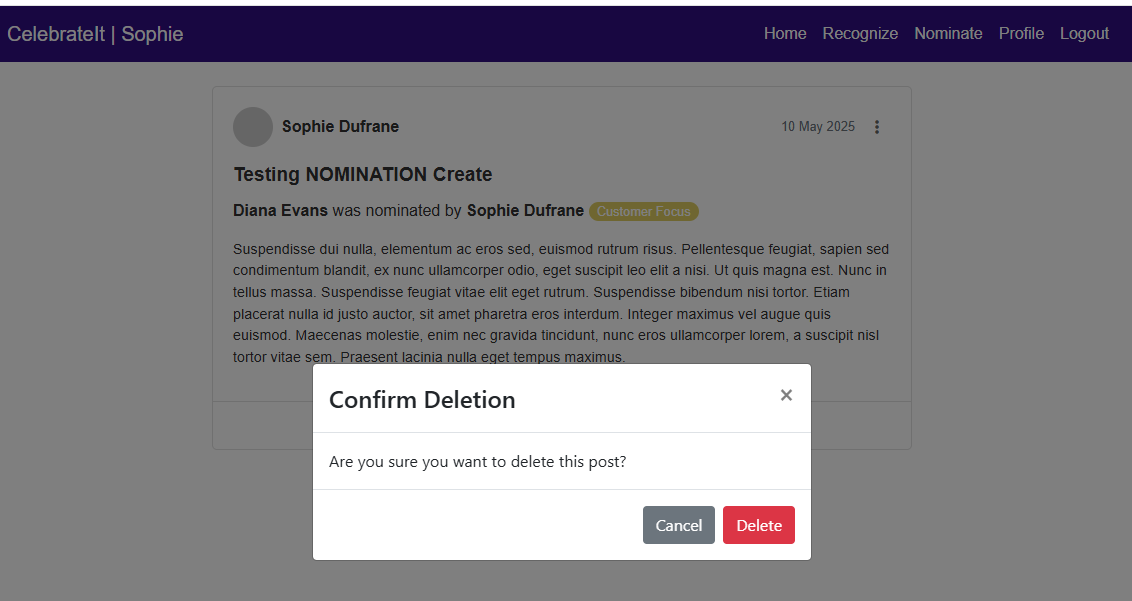 CelebrateIt | Sophie Home Recognize Nominate Profile Logout
Sophie Dufrane 10 May 2025
Testing NOMINATION Create
Diana Evans was nominated by Sophie Dufrane Customer Focus
Suspendisse dui nulla, elementum ac eros sed, euismod rutrum risus. Pellentesque feugiat, sapien sed
condimentum blandit, ex nunc ullamcorper odio, eget suscipit leo elit a nisi. Ut quis magna est. Nunc in
tellus massa. Suspendisse feugiat vitae elit eget rutrum. Suspendisse bibendum nisi tortor. Etiam
placerat nulla id justo auctor, sit amet pharetra eros interdum. Integer maximus vel augue quis
euismod. Maecenas molestie, enim nec gravida tincidunt, nunc eros ullamcorper lorem, a suscipit nisl
tortor vitae sem. Praesent lacinia nulla eget tempus maximus.
Confirm Deletion ×
Are you sure you want to delete this post?
Cancel Delete